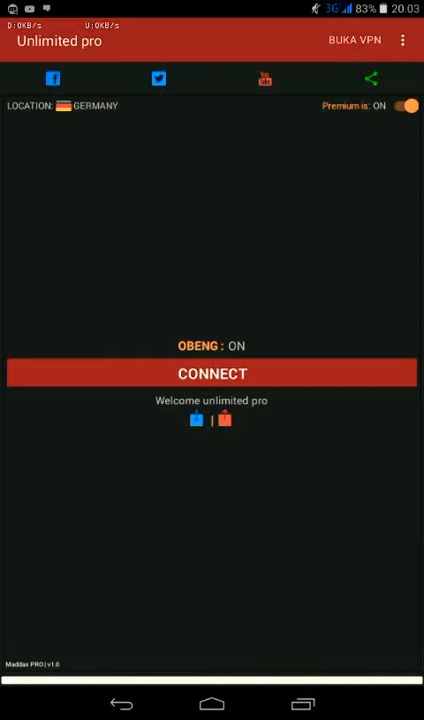 3G 83% 20.03
D:0KB/s U:0KB/s
Unlimited pro BUKA VPN
LOCATION: GERMANY Premium is: ON
OBENG : ON
CONNECT
Welcome unlimited pro
|
Maddax PRO | v1.0